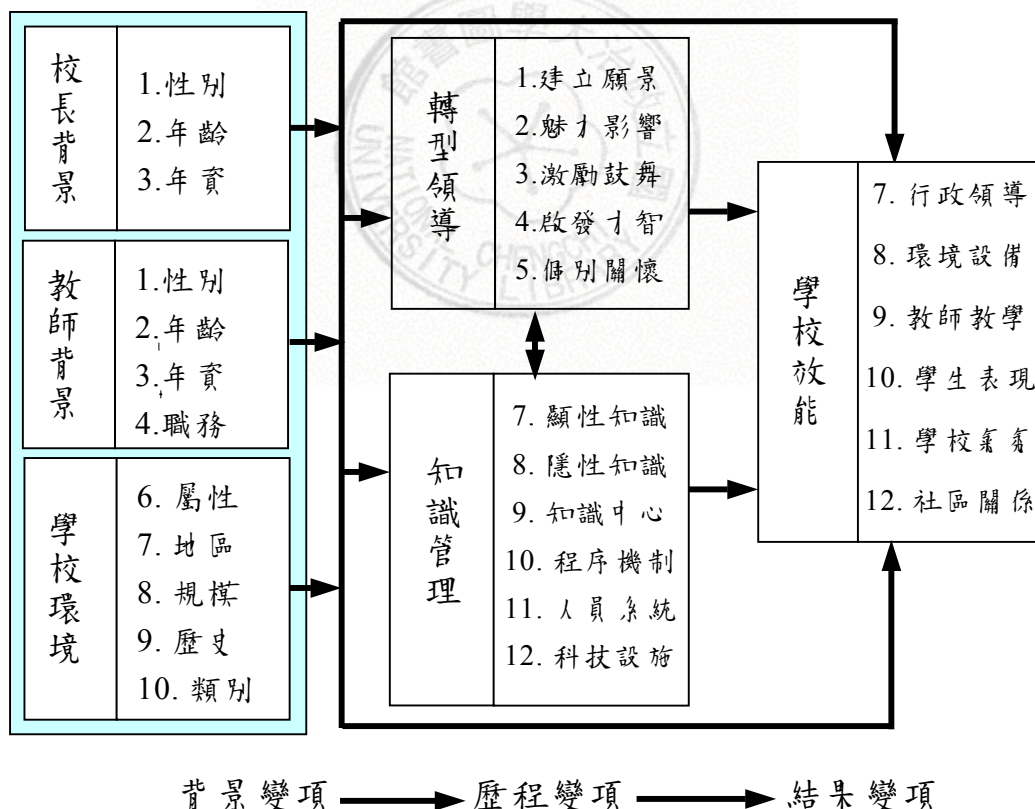 校長背景
1.性別
2.年齡
3.年資
教師背景
1.性別
2.年齡
3.年資
4.職務
學校環境
6. 屬性
7. 地區
8. 規模
9. 歷史
10. 類別
轉型領導
1.建立願景
2.魅力影響
3.激勵鼓舞
4.啟發才智
5.個別關懷
知識管理
7. 顯性知識
8. 隱性知識
9. 知識中心
10. 程序機制
11. 人員系統
12. 科技設施
學校效能
7. 行政領導
8. 環境設備
9. 教師教學
10. 學生表現
11. 學校氣氛
12. 社區關係
背景變項 歷程變項 結果變項